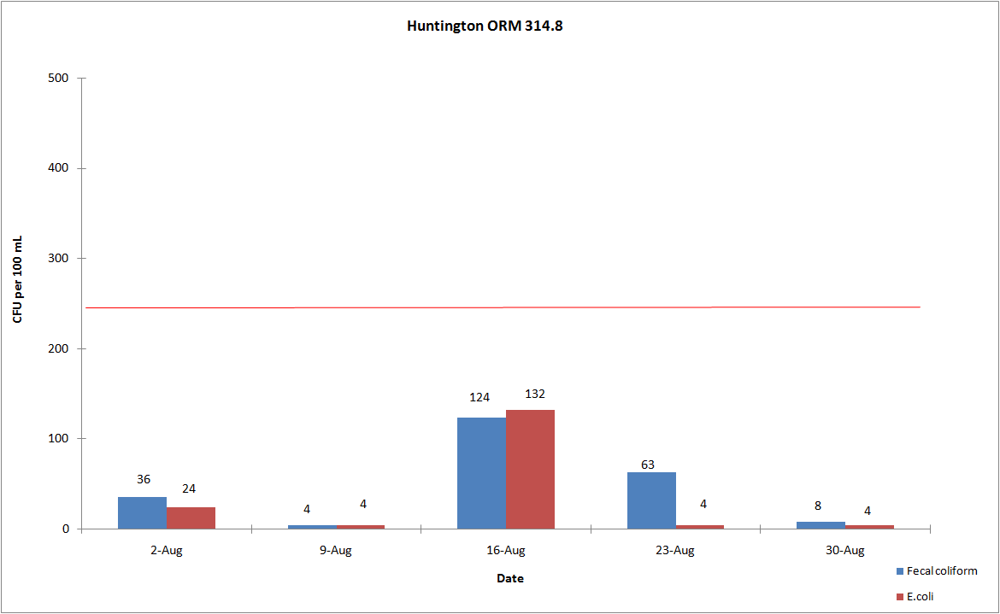 Huntington ORM 314.8
500
400
300
200
100
0
CFU per 100 mL
36
24
4
4
124
132
63
4
8
4
2-Aug
9-Aug
16-Aug
23-Aug
30-Aug
Date
Fecal coliform
E.coli